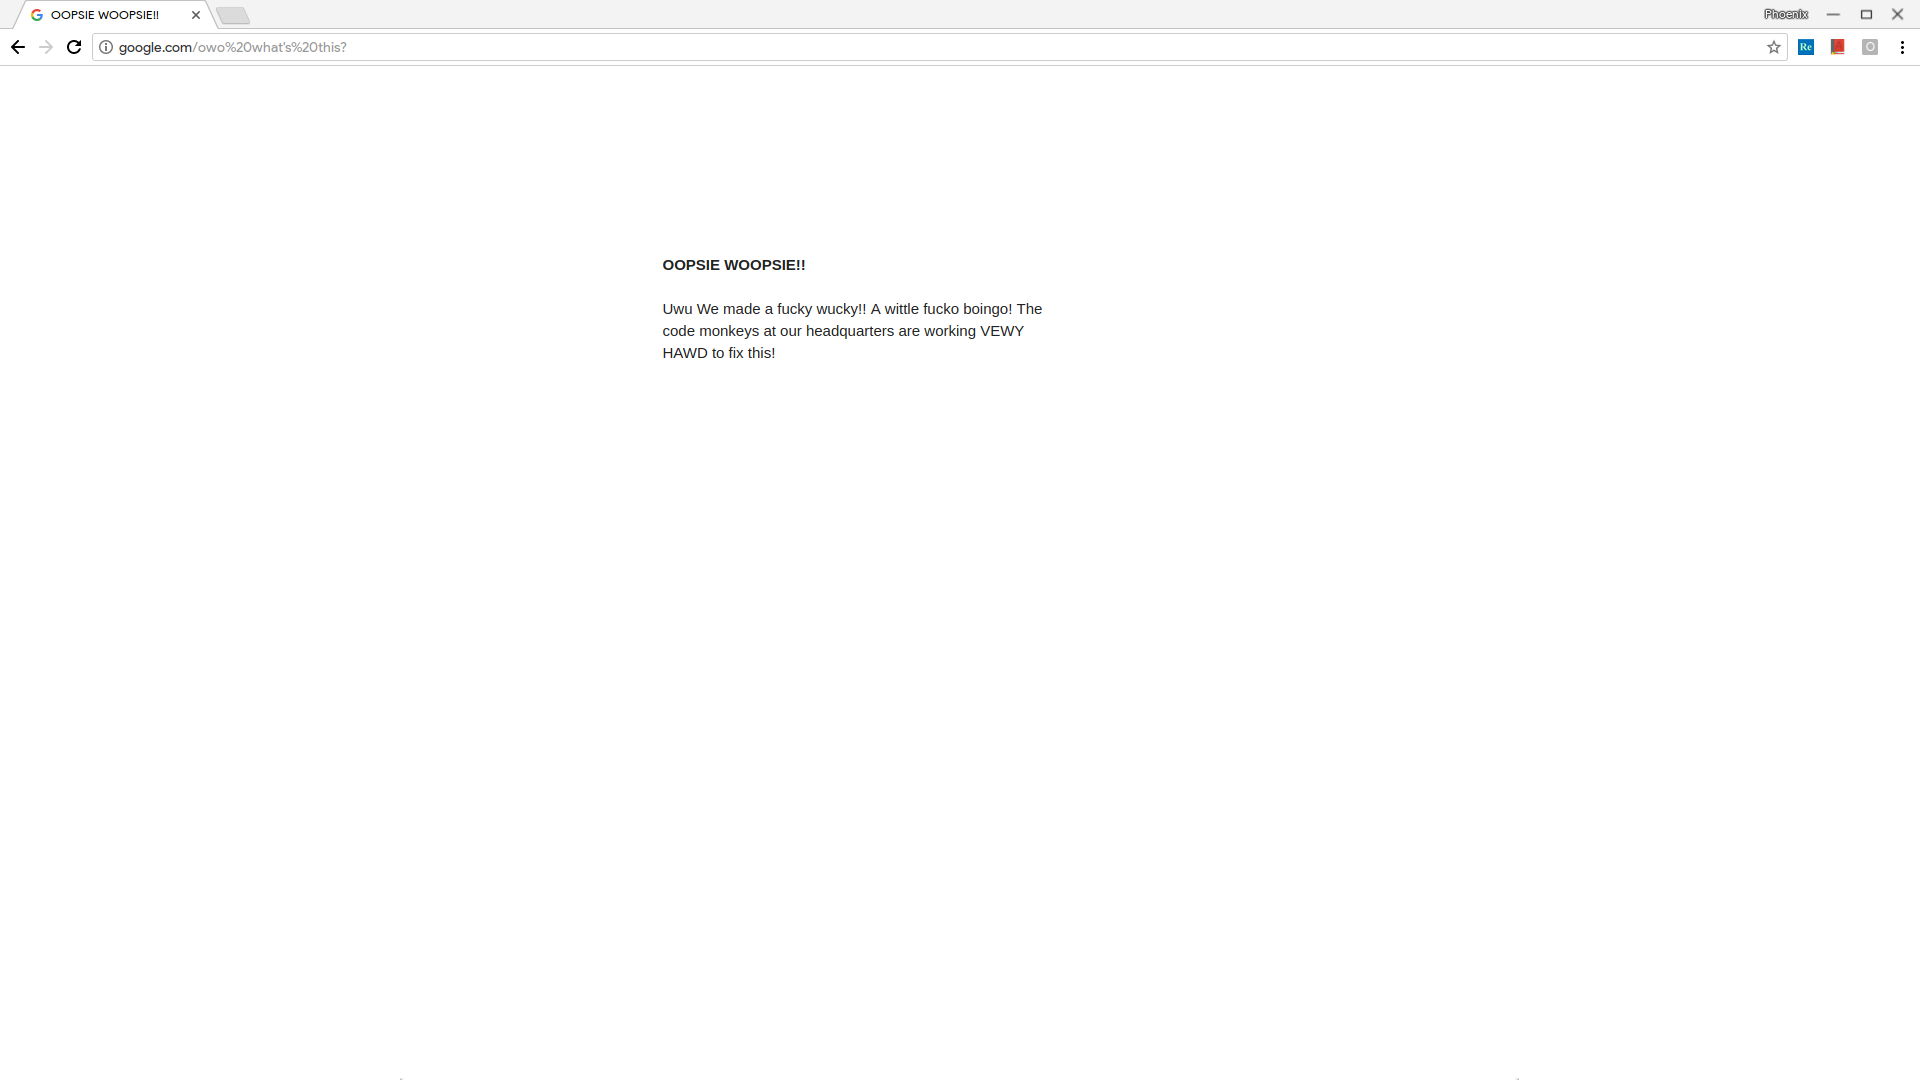 OOPSIE WOOPSIE!!
Phoenix
google.com/owo%20what's%20this?
Re
A
O
OOPSIE WOOPSIE!!
Uwu We made a fucky wucky!! A wittle fucko boingo! The
code monkeys at our headquarters are working VEWY
HAWD to fix this!